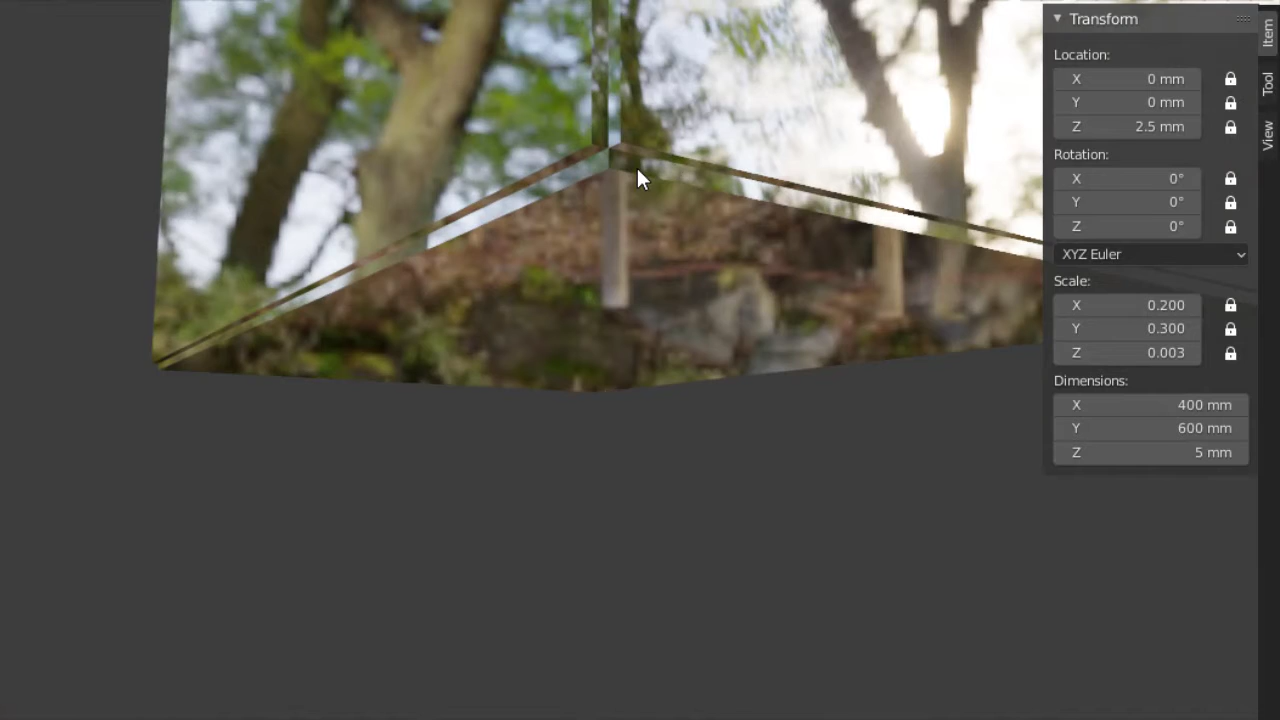 Transform
Location:
X 0 mm
Y 0 mm
Z 2.5 mm
Rotation:
X 0°
Y 0°
Z 0°
XYZ Euler
Scale:
X 0.200
Y 0.300
Z 0.003
Dimensions:
X 400 mm
Y 600 mm
Z 5 mm
Item
Tool
View